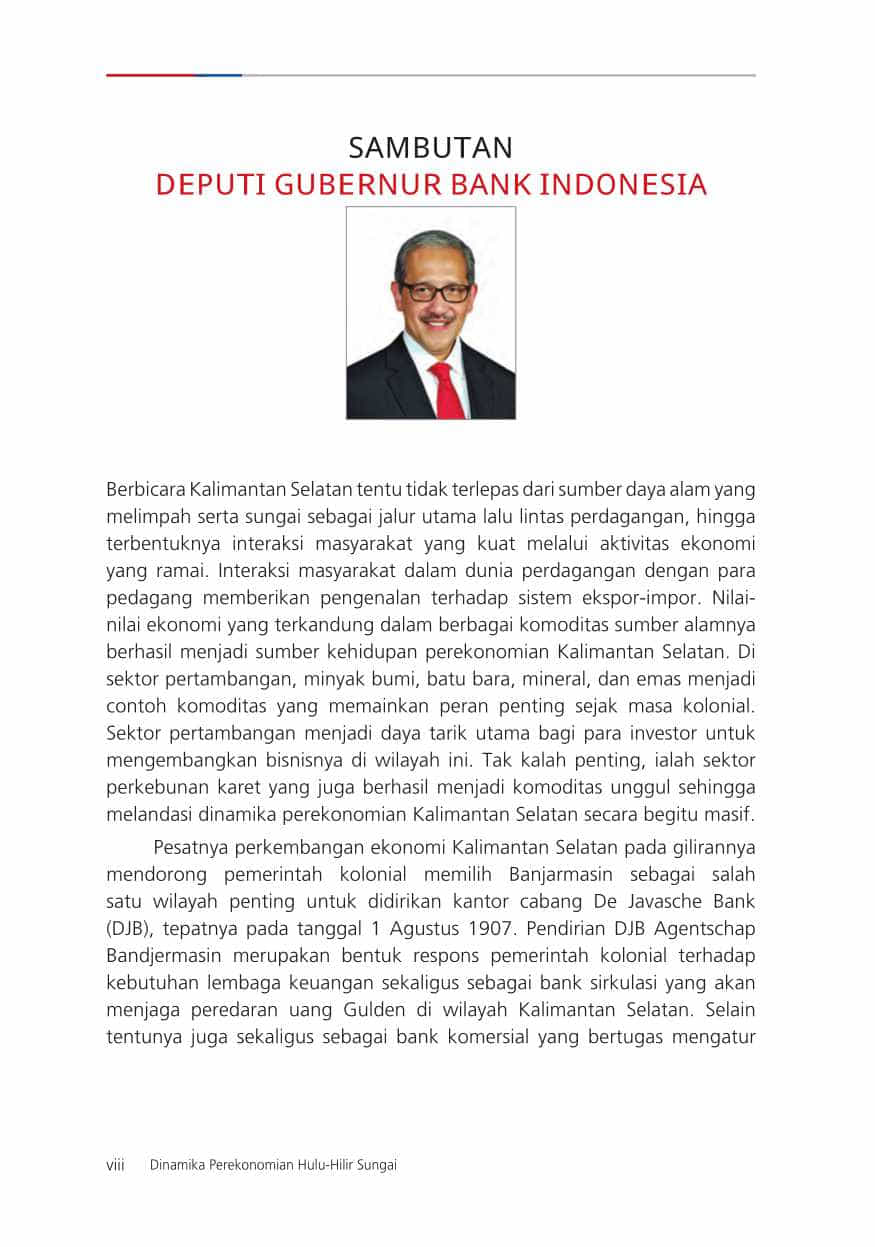 SAMBUTAN
DEPUTI GUBERNUR BANK INDONESIA
Berbicara Kalimantan Selatan tentu tidak terlepas dari sumber daya alam yang
melimpah serta sungai sebagai jalur utama lalu lintas perdagangan, hingga
terbentuknya interaksi masyarakat yang kuat melalui aktivitas ekonomi
yang ramai. Interaksi masyarakat dalam dunia perdagangan dengan para
pedagang memberikan pengenalan terhadap sistem ekspor-impor. Nilai-
nilai ekonomi yang terkandung dalam berbagai komoditas sumber alamnya
berhasil menjadi sumber kehidupan perekonomian Kalimantan Selatan. Di
sektor pertambangan, minyak bumi, batu bara, mineral, dan emas menjadi
contoh komoditas yang memainkan peran penting sejak masa kolonial.
Sektor pertambangan menjadi daya tarik utama bagi para investor untuk
mengembangkan bisnisnya di wilayah ini. Tak kalah penting, ialah sektor
perkebunan karet yang juga berhasil menjadi komoditas unggul sehingga
melandasi dinamika perekonomian Kalimantan Selatan secara begitu masif.
Pesatnya perkembangan ekonomi Kalimantan Selatan pada gilirannya
mendorong pemerintah kolonial memilih Banjarmasin sebagai salah
satu wilayah penting untuk didirikan kantor cabang De Javasche Bank
(DJB), tepatnya pada tanggal 1 Agustus 1907. Pendirian DJB Agentschap
Bandjermasin merupakan bentuk respons pemerintah kolonial terhadap
kebutuhan lembaga keuangan sekaligus sebagai bank sirkulasi yang akan
menjaga peredaran uang Gulden di wilayah Kalimantan Selatan. Selain
tentunya juga sekaligus sebagai bank komersial yang bertugas mengatur
viii Dinamika Perekonomian Hulu-Hilir Sungai